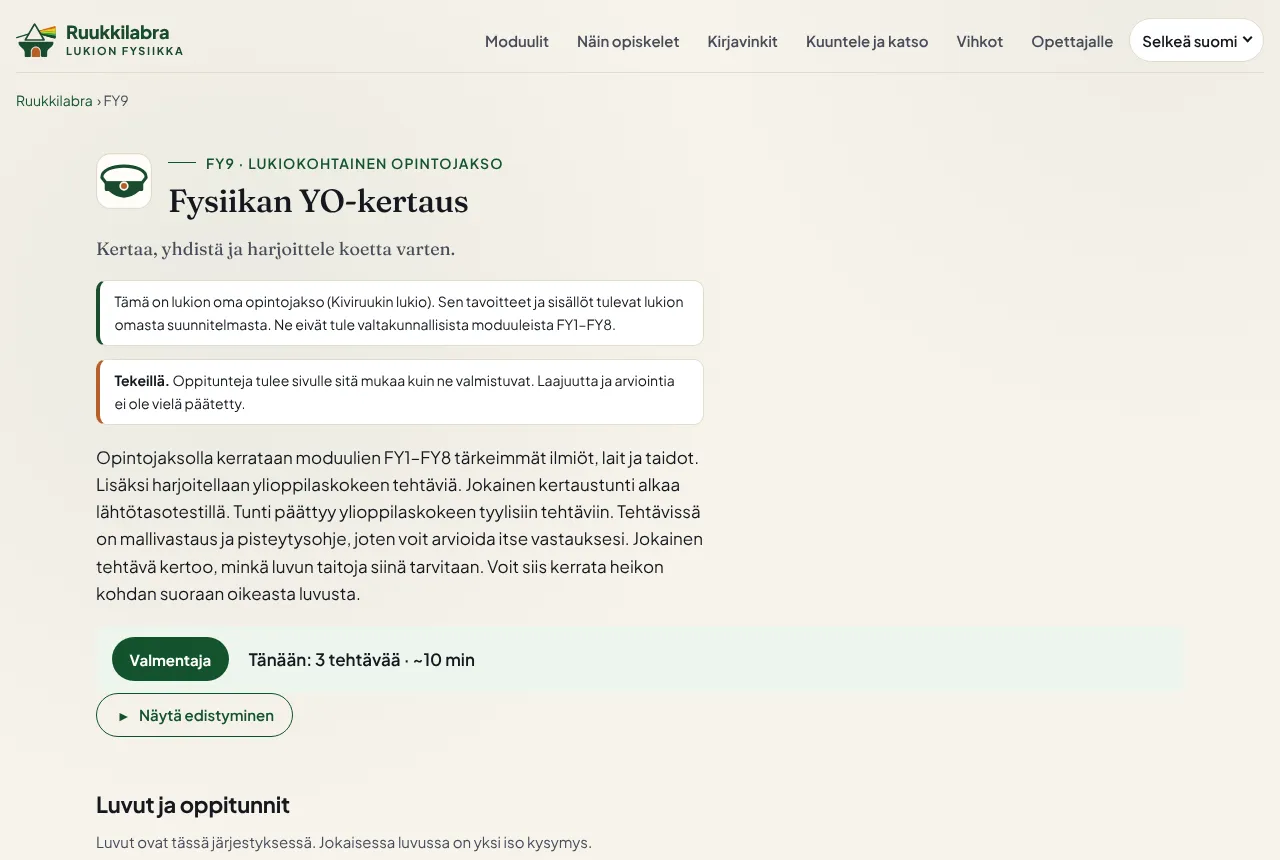 Ruukkilabra
LUKION FYSIIKKA
Moduulit
Näin opiskelet
Kirjavinkit
Kuuntele ja katso
Vihkot
Opettajalle
Selkeä suomi
Ruukkilabra › FY9
FY9 · LUKIOKOHTAINEN OPINTOJAKSO
Fysiikan YO-kertaus
Kertaa, yhdistä ja harjoittele koetta varten.
Tämä on lukion oma opintojakso (Kiviruukin lukio). Sen tavoitteet ja sisällöt tulevat lukion
omasta suunnitelmasta. Ne eivät tule valtakunnallisista moduuleista FY1–FY8.
Tekeillä. Oppitunteja tulee sivulle sitä mukaa kuin ne valmistuvat. Laajuutta ja arviointia
ei ole vielä päätetty.
Opintojaksolla kerrataan moduulien FY1–FY8 tärkeimmät ilmiöt, lait ja taidot.
Lisäksi harjoitellaan ylioppilaskokeen tehtäviä. Jokainen kertaustunti alkaa
lähtötasotestillä. Tunti päättyy ylioppilaskokeen tyylisiin tehtäviin. Tehtävissä
on mallivastaus ja pisteytysohje, joten voit arvioida itse vastauksesi. Jokainen
tehtävä kertoo, minkä luvun taitoja siinä tarvitaan. Voit siis kerrata heikon
kohdan suoraan oikeasta luvusta.
Valmentaja
Tänään: 3 tehtävää · ~10 min
► Näytä edistyminen
Luvut ja oppitunnit
Luvut ovat tässä järjestyksessä. Jokaisessa luvussa on yksi iso kysymys.